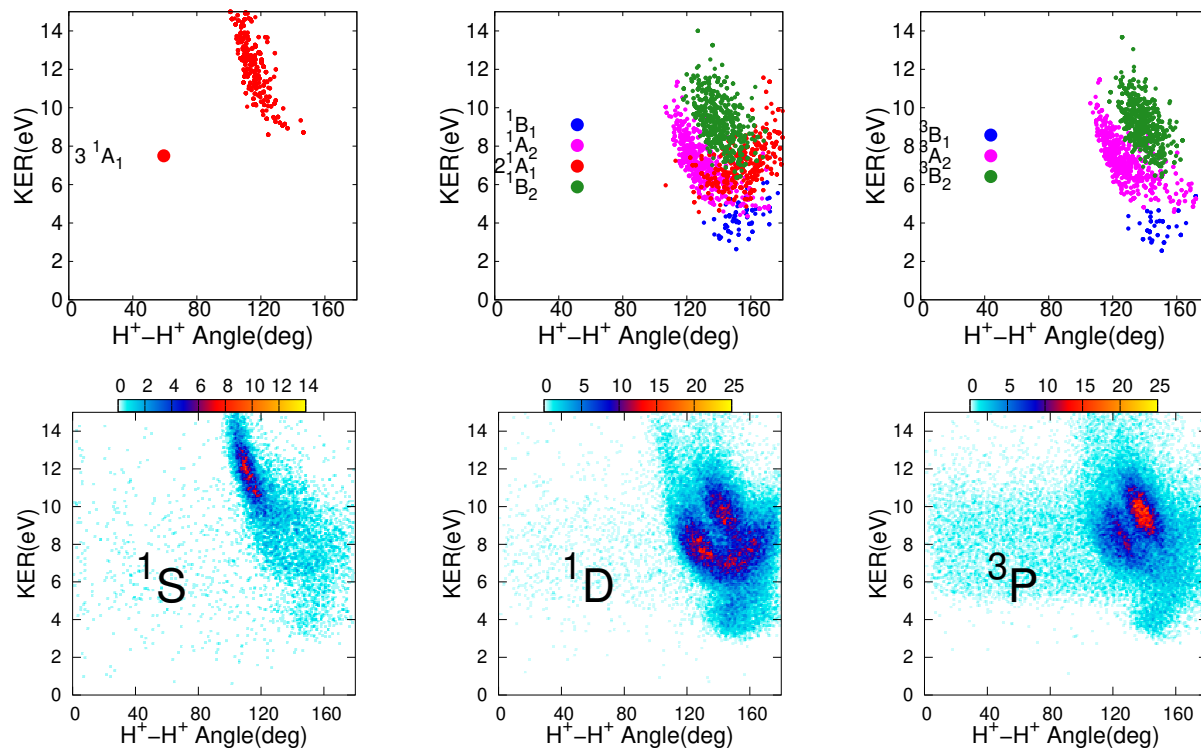 KER(eV)
14
12
10
8
6
4
2
0
3 ¹A₁
0 40 80 120 160
H⁺−H⁺ Angle(deg)
KER(eV)
14
12
10
8
6
4
2
0
¹B₁
¹A₂
2¹A₁
¹B₂
0 40 80 120 160
H⁺−H⁺ Angle(deg)
KER(eV)
14
12
10
8
6
4
2
0
³B₁
³A₂
³B₂
0 40 80 120 160
H⁺−H⁺ Angle(deg)
0 2 4 6 8 10 12 14
KER(eV)
14
12
10
8
6
4
2
0
¹S
0 40 80 120 160
H⁺−H⁺ Angle(deg)
0 5 10 15 20 25
KER(eV)
14
12
10
8
6
4
2
0
¹D
0 40 80 120 160
H⁺−H⁺ Angle(deg)
0 5 10 15 20 25
KER(eV)
14
12
10
8
6
4
2
0
³P
0 40 80 120 160
H⁺−H⁺ Angle(deg)